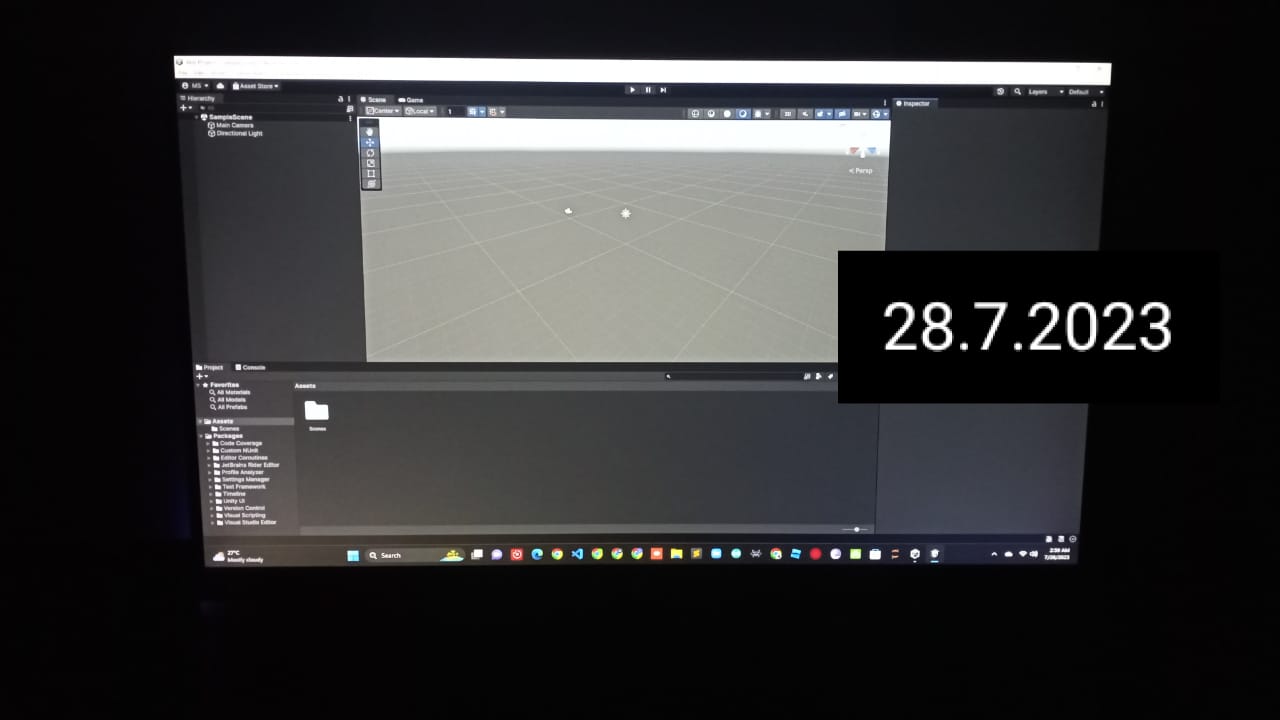 MS
Asset Store
Layers
Default
Hierarchy
Scene
Game
Inspector
Center
Local
1
SampleScene
Main Camera
Directional Light
Persp
28.7.2023
Project
Console
Favorites
All Materials
All Models
All Prefabs
Assets
Scenes
Packages
Code Coverage
Custom NUnit
Editor Coroutines
JetBrains Rider Editor
Profile Analyzer
Settings Manager
Test Framework
Timeline
Unity UI
Version Control
Visual Scripting
Visual Studio Editor
Assets
Scenes
27°C
Mostly cloudy
Search
2:59 AM
7/28/2023